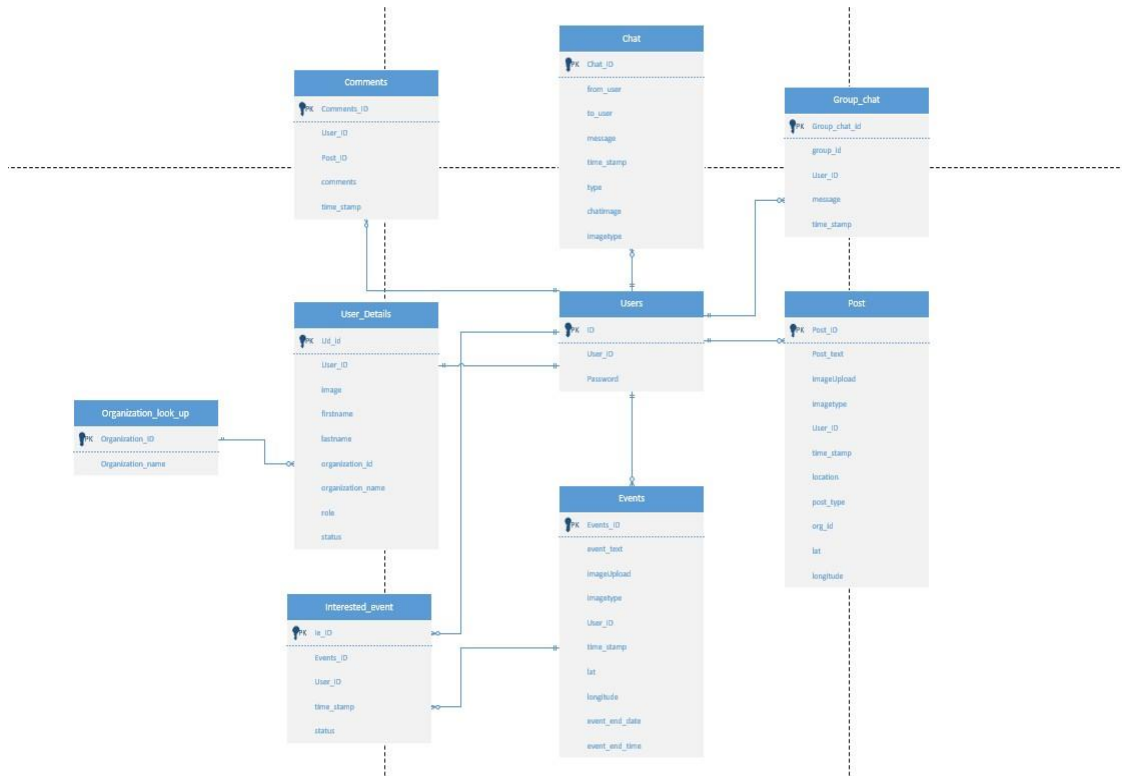 Chat
PK Chat_ID
from_user
to_user
message
time_stamp
type
chatimage
imagetype
Comments
PK Comments_ID
User_ID
Post_ID
comments
time_stamp
Group_chat
PK Group_chat_id
group_id
User_ID
message
time_stamp
Users
PK ID
User_ID
Password
User_Details
PK Ud_id
User_ID
image
firstname
lastname
organization_id
organization_name
role
status
Post
PK Post_ID
Post_text
ImageUpload
imagetype
User_ID
time_stamp
location
post_type
org_id
lat
longitude
Organization_look_up
PK Organization_ID
Organization_name
Events
PK Events_ID
event_text
ImageUpload
imagetype
User_ID
time_stamp
lat
longitude
event_end_date
event_end_time
Interested_event
PK Ie_ID
Events_ID
User_ID
time_stamp
status